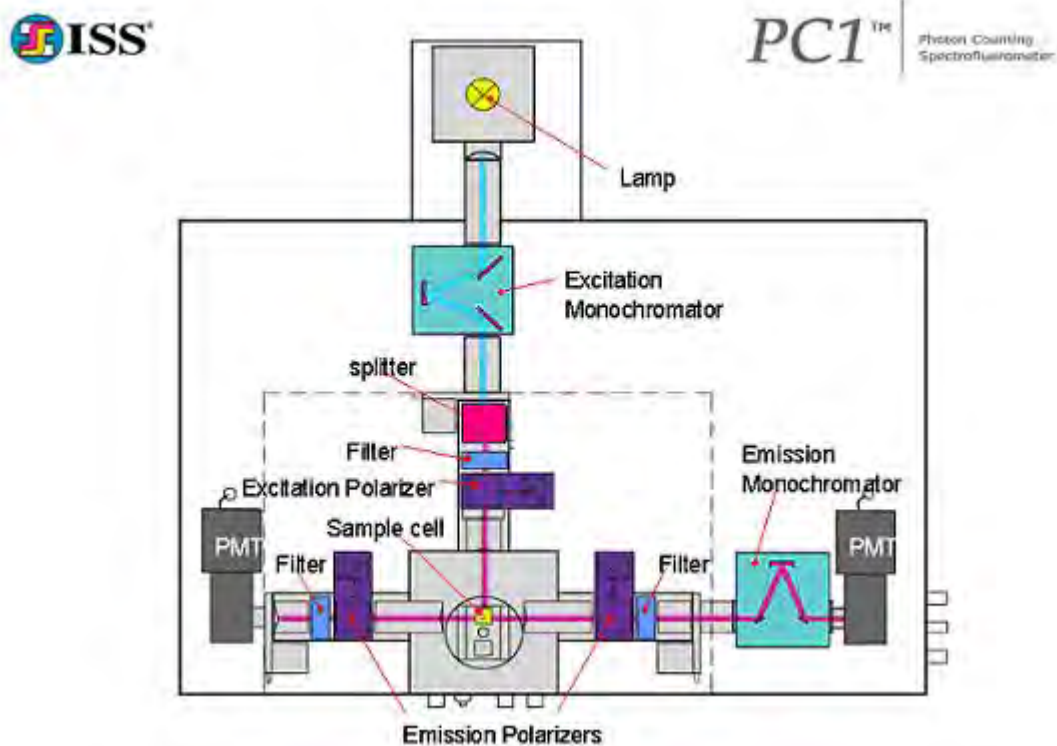 ISS
PC1™
Photon Counting
Spectrofluorometer
Lamp
Excitation
Monochromator
splitter
Filter
Excitation Polarizer
Sample cell
Emission
Monochromator
PMT
Filter
Filter
PMT
Emission Polarizers